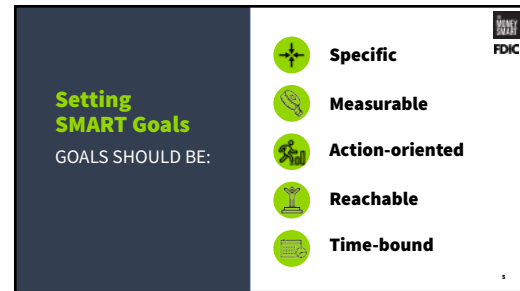 Setting
SMART Goals
GOALS SHOULD BE:
Specific
Measurable
Action-oriented
Reachable
Time-bound
MONEY
SMART
FDIC
5